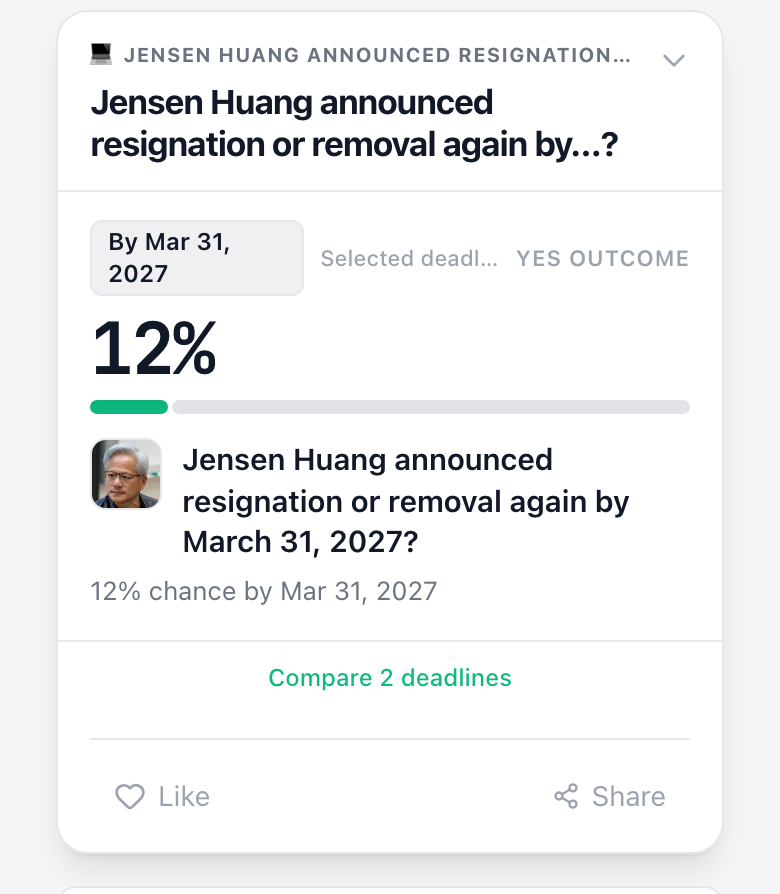 JENSEN HUANG ANNOUNCED RESIGNATION...
Jensen Huang announced
resignation or removal again by...?
By Mar 31,
2027
Selected deadl...
YES OUTCOME
12%
Jensen Huang announced
resignation or removal again by
March 31, 2027?
12% chance by Mar 31, 2027
Compare 2 deadlines
Like
Share